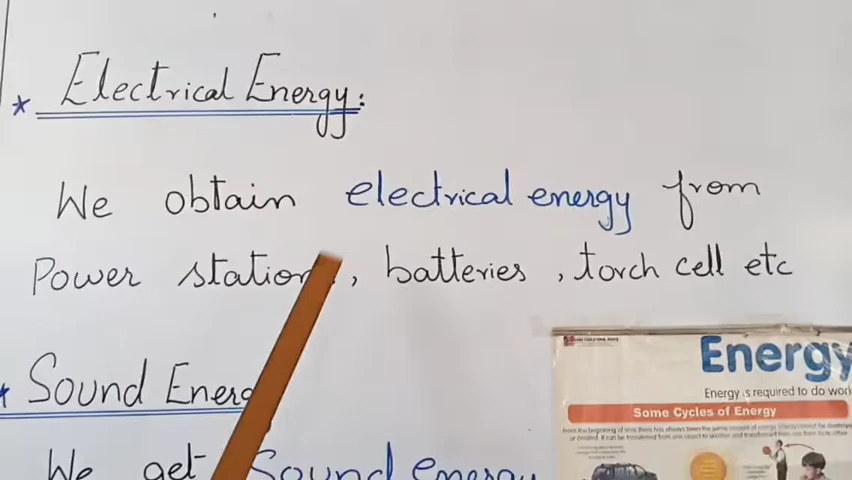 * Electrical Energy:
We obtain electrical energy from
Power station , batteries , torch cell etc
* Sound Energ
We get Sound energy
Energy
Energy is required to do work
Some Cycles of Energy